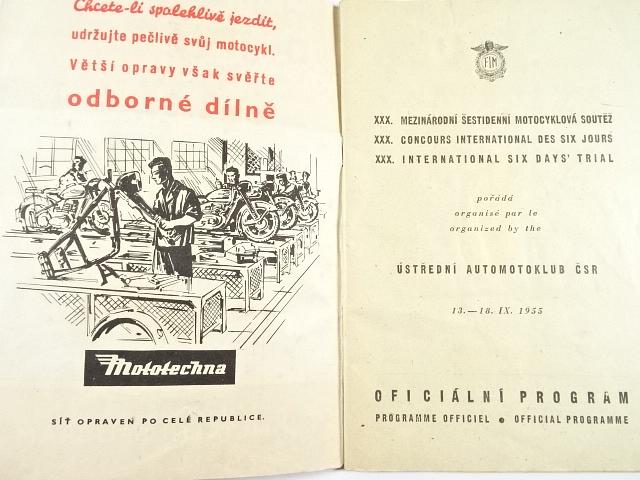 Chcete-li spolehlivě jezdit,
udržujte pečlivě svůj motocykl.
Větší opravy však svěřte
odborné dílně
Mototechna
SÍŤ OPRAVEN PO CELÉ REPUBLICE.
FIM
XXX. MEZINÁRODNÍ ŠESTIDENNÍ MOTOCYKLOVÁ SOUTĚŽ
XXX. CONCOURS INTERNATIONAL DES SIX JOURS
XXX. INTERNATIONAL SIX DAYS' TRIAL
pořádá
organisé par le
organized by the
ÚSTŘEDNÍ AUTOMOTOKLUB ČSR
13.—18. IX. 1955
OFICIÁLNÍ PROGRAM
PROGRAMME OFFICIEL ● OFFICIAL PROGRAMME